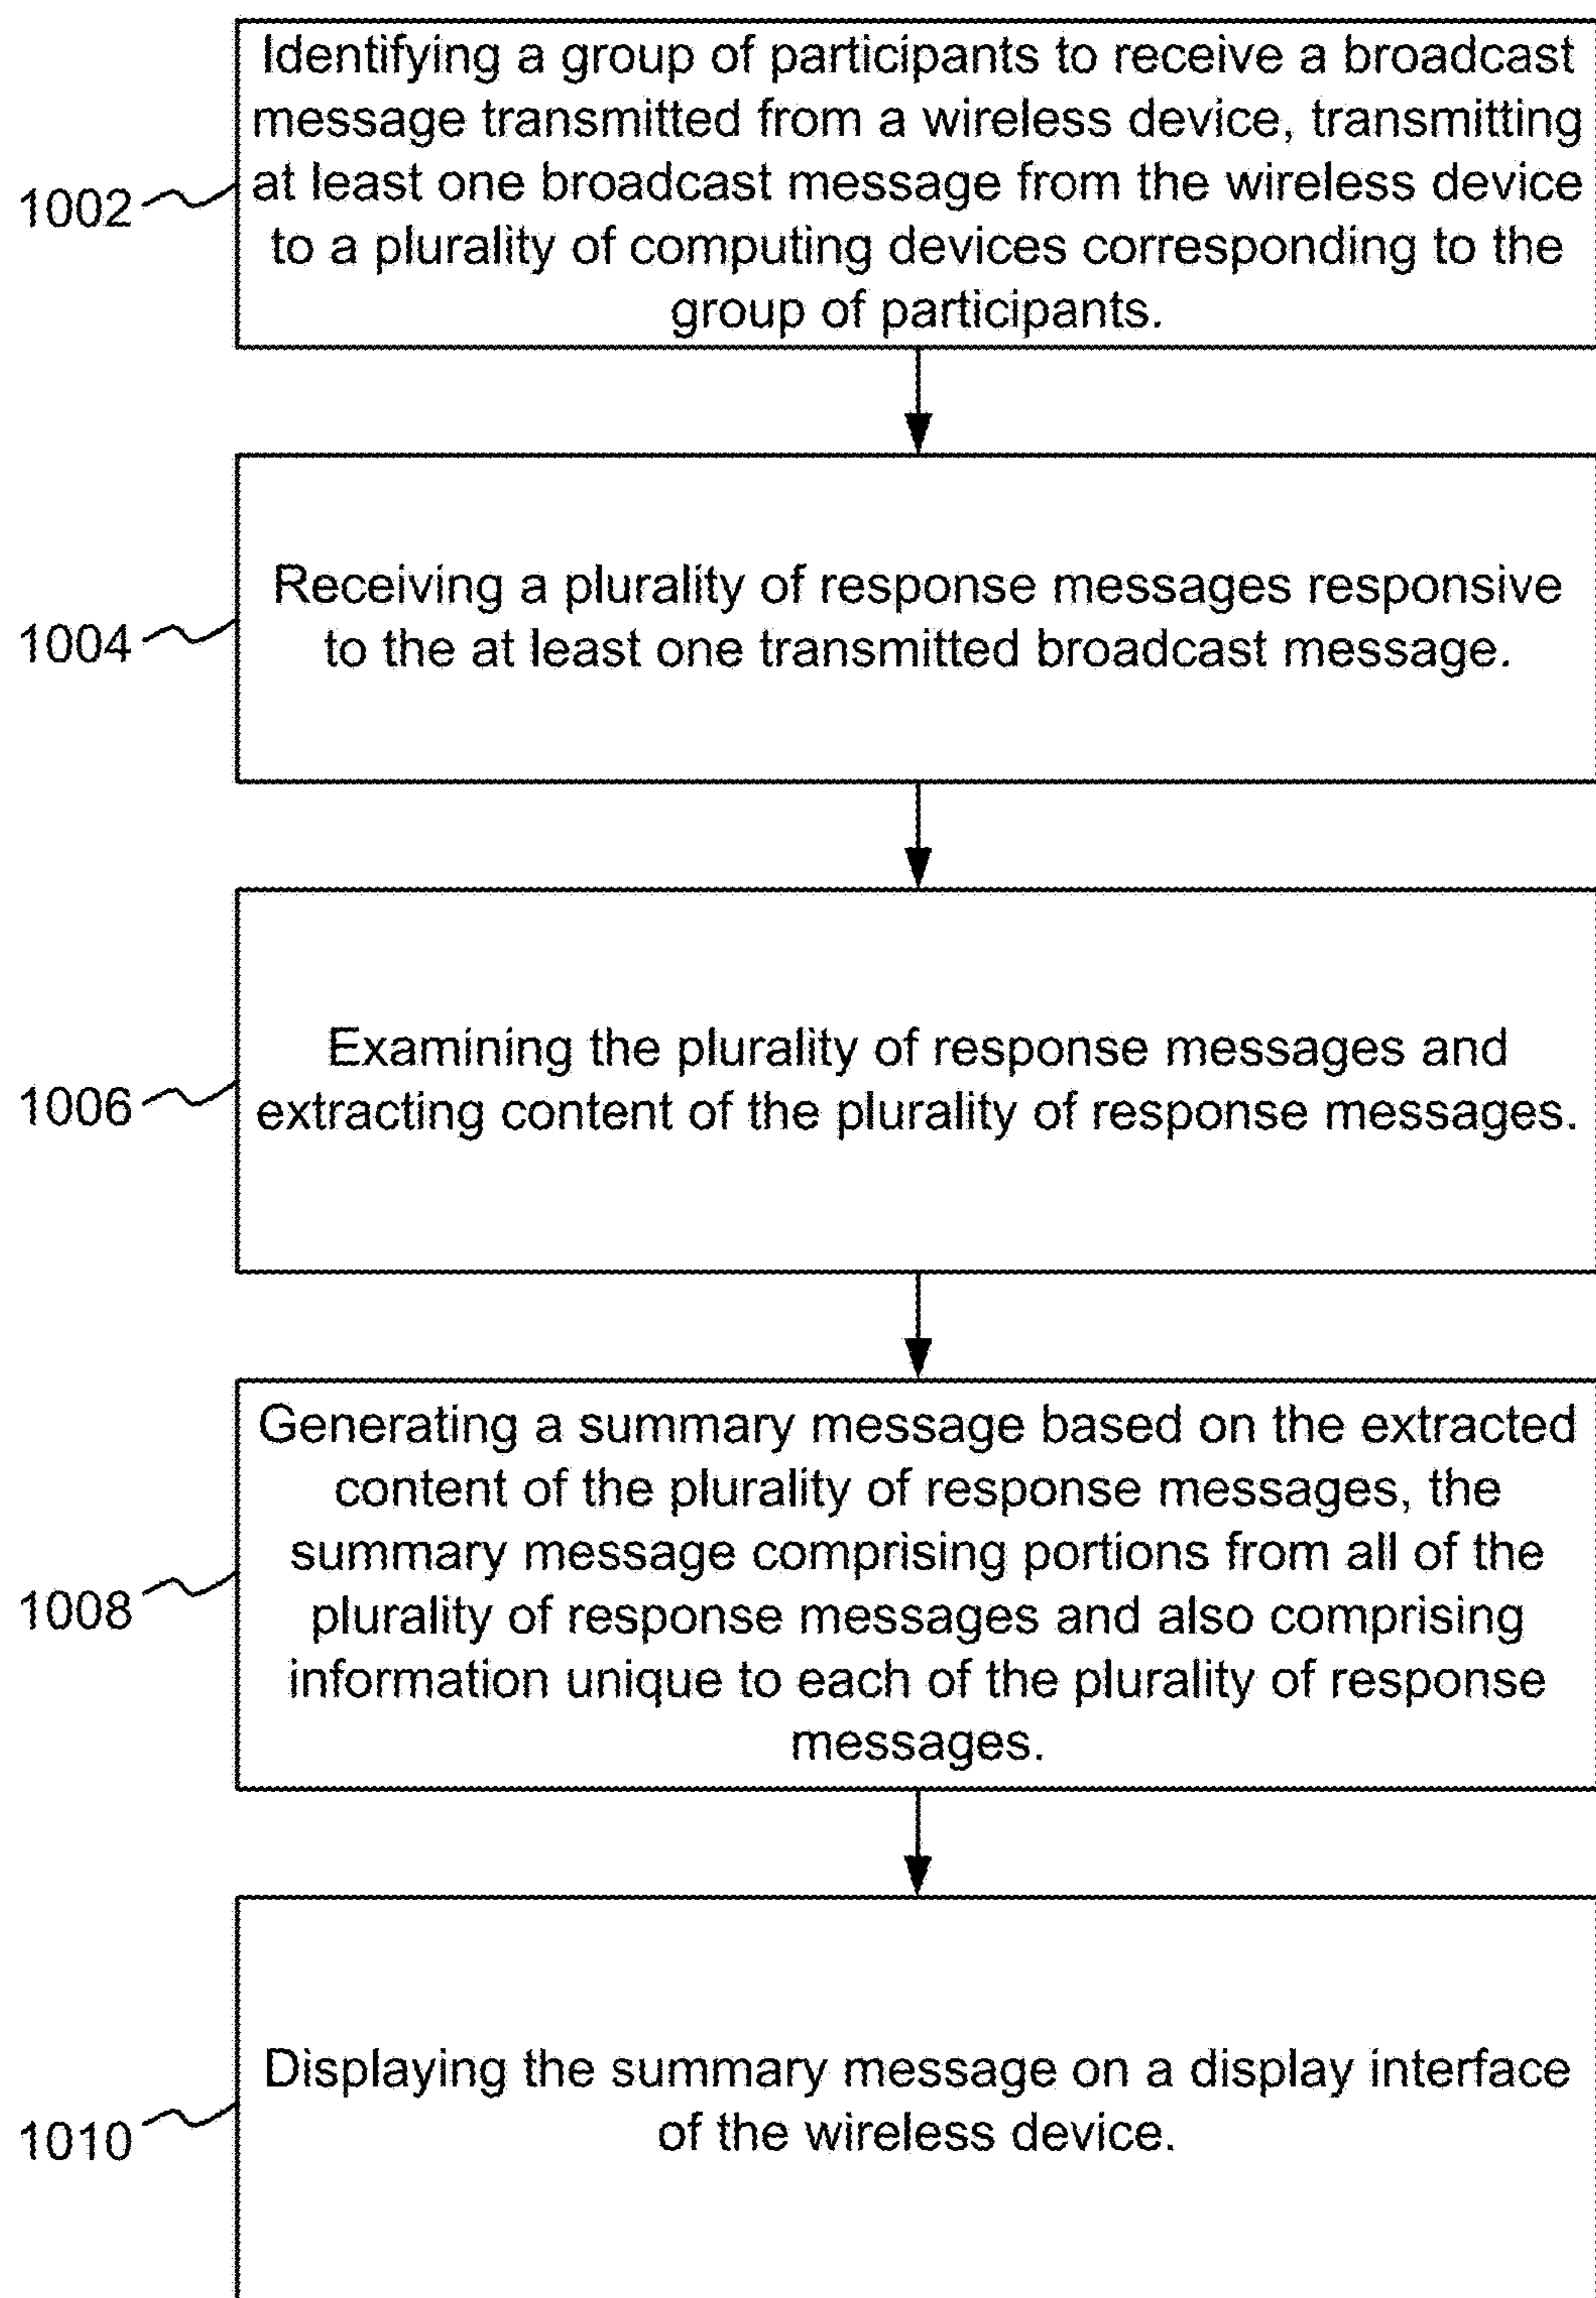 Identifying a group of participants to receive a broadcast
message transmitted from a wireless device, transmitting
at least one broadcast message from the wireless device
to a plurality of computing devices corresponding to the
group of participants.
1002
Receiving a plurality of response messages responsive
to the at least one transmitted broadcast message.
1004
Examining the plurality of response messages and
extracting content of the plurality of response messages.
1006
Generating a summary message based on the extracted
content of the plurality of response messages, the
summary message comprising portions from all of the
plurality of response messages and also comprising
information unique to each of the plurality of response
messages.
1008
Displaying the summary message on a display interface
of the wireless device.
1010